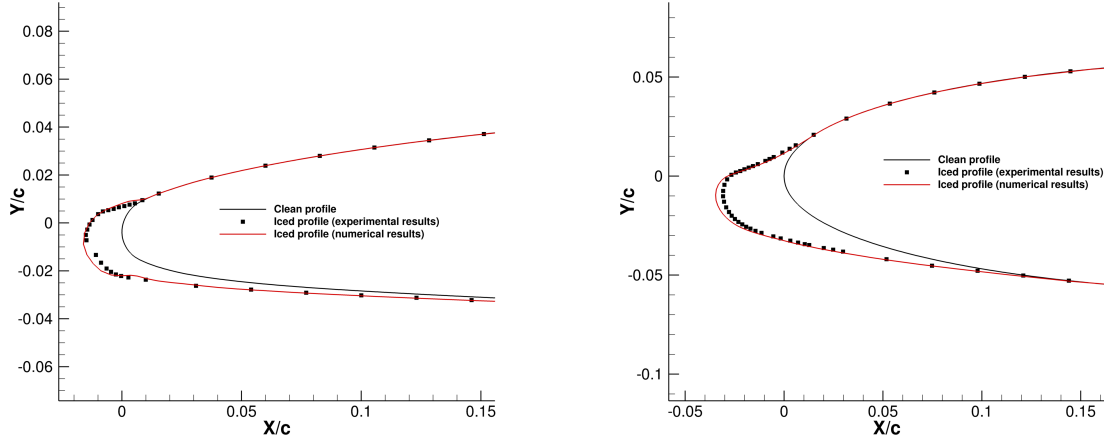 0.08
0.06
0.04
0.02
0
-0.02
-0.04
-0.06
Y/c
0
0.05
0.1
0.15
X/c
Clean profile
Iced profile (experimental results)
Iced profile (numerical results)
0.05
0
-0.05
-0.1
Y/c
-0.05
0
0.05
0.1
0.15
X/c
Clean profile
Iced profile (experimental results)
Iced profile (numerical results)